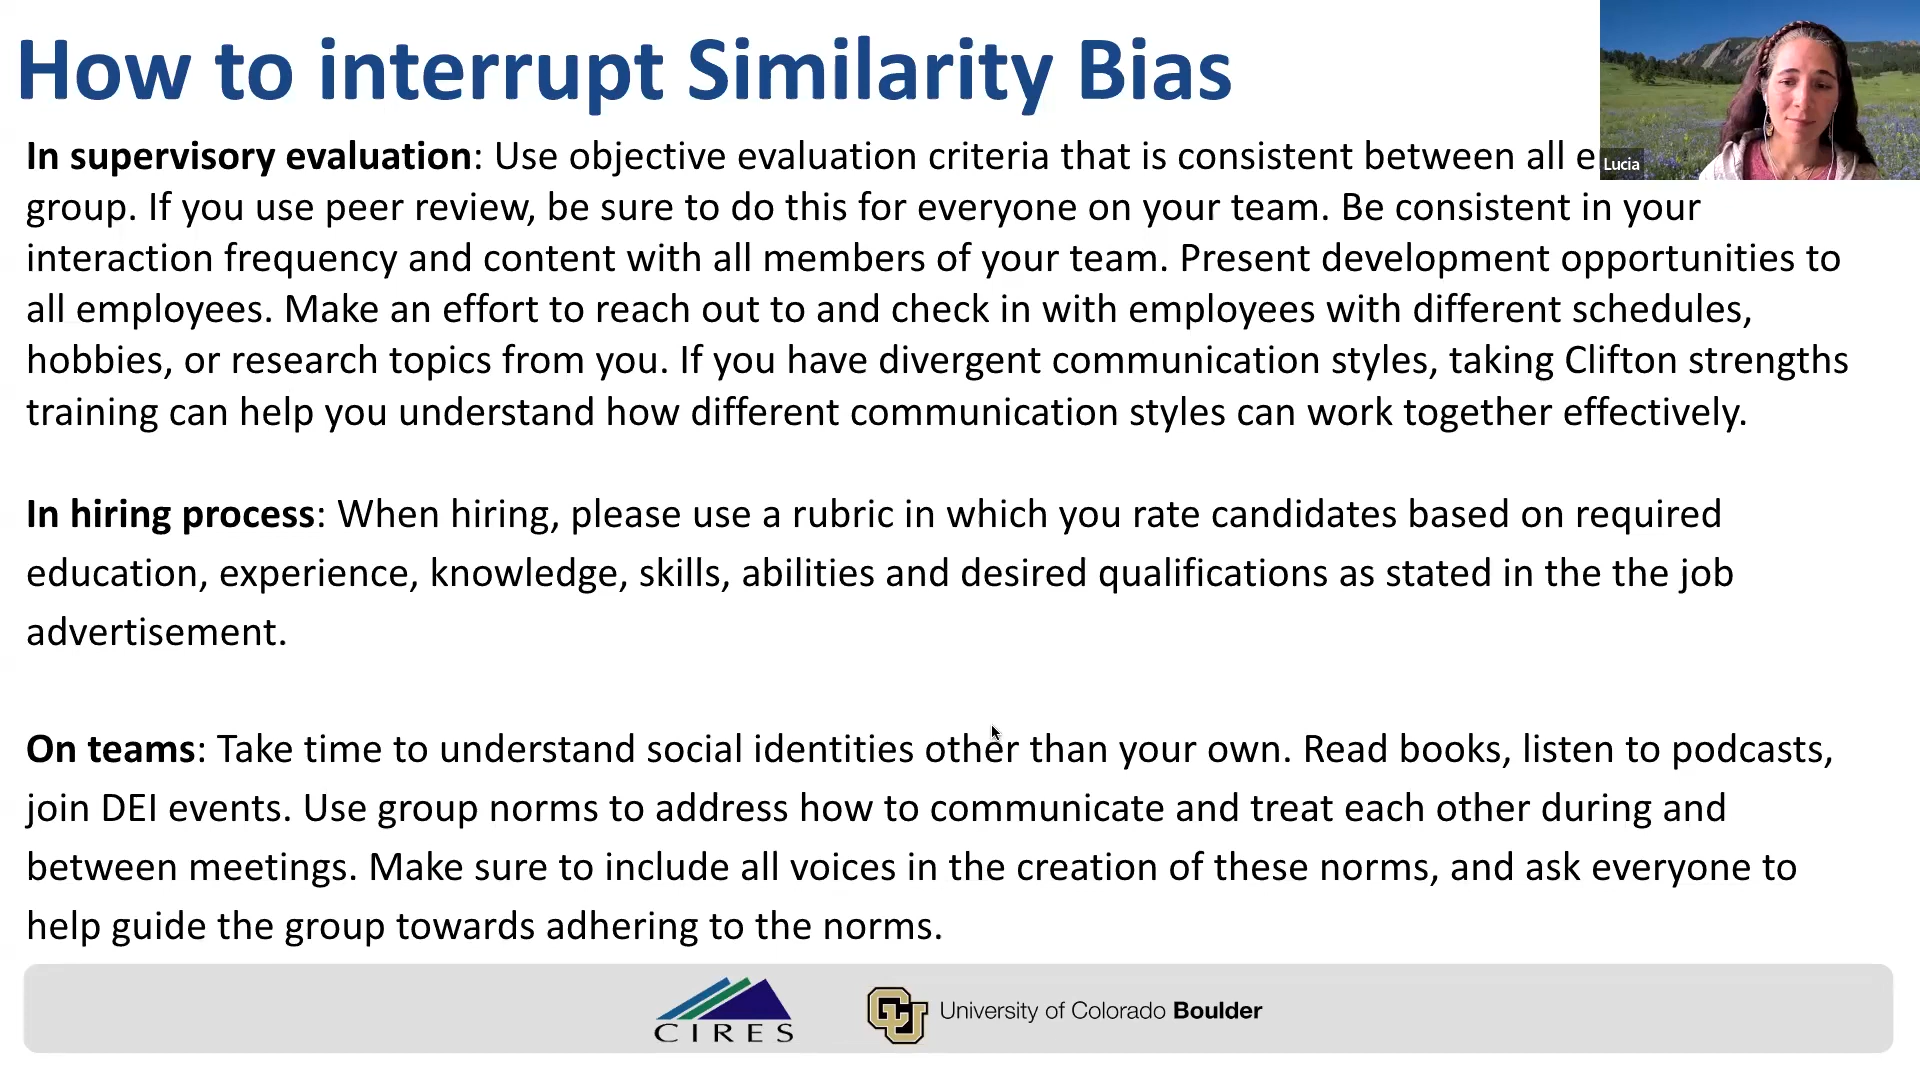 How to interrupt Similarity Bias
In supervisory evaluation: Use objective evaluation criteria that is consistent between all
Lucia
group. If you use peer review, be sure to do this for everyone on your team. Be consistent in your
interaction frequency and content with all members of your team. Present development opportunities to
all employees. Make an effort to reach out to and check in with employees with different schedules,
hobbies, or research topics from you. If you have divergent communication styles, taking Clifton strengths
training can help you understand how different communication styles can work together effectively.
In hiring process: When hiring, please use a rubric in which you rate candidates based on required
education, experience, knowledge, skills, abilities and desired qualifications as stated in the the job
advertisement.
On teams: Take time to understand social identities other than your own. Read books, listen to podcasts,
join DEI events. Use group norms to address how to communicate and treat each other during and
between meetings. Make sure to include all voices in the creation of these norms, and ask everyone to
help guide the group towards adhering to the norms.
CIRES
CU University of Colorado Boulder